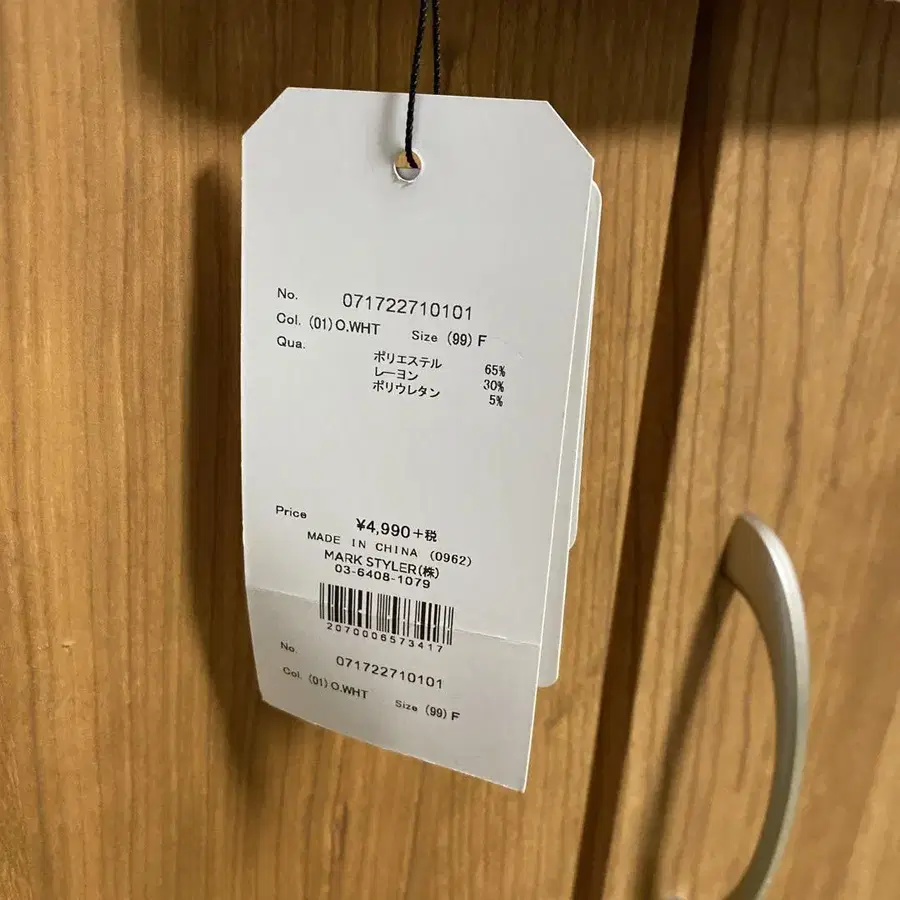 No. 071722710101
Col. (01) O.WHT Size (99) F
Qua.
ポリエステル 65%
レーヨン 30%
ポリウレタン 5%
Price ¥4,990+税
MADE IN CHINA (0962)
MARK STYLER(株)
03-6408-1079
2070006573417
No. 071722710101
Col. (01) O.WHT Size (99) F